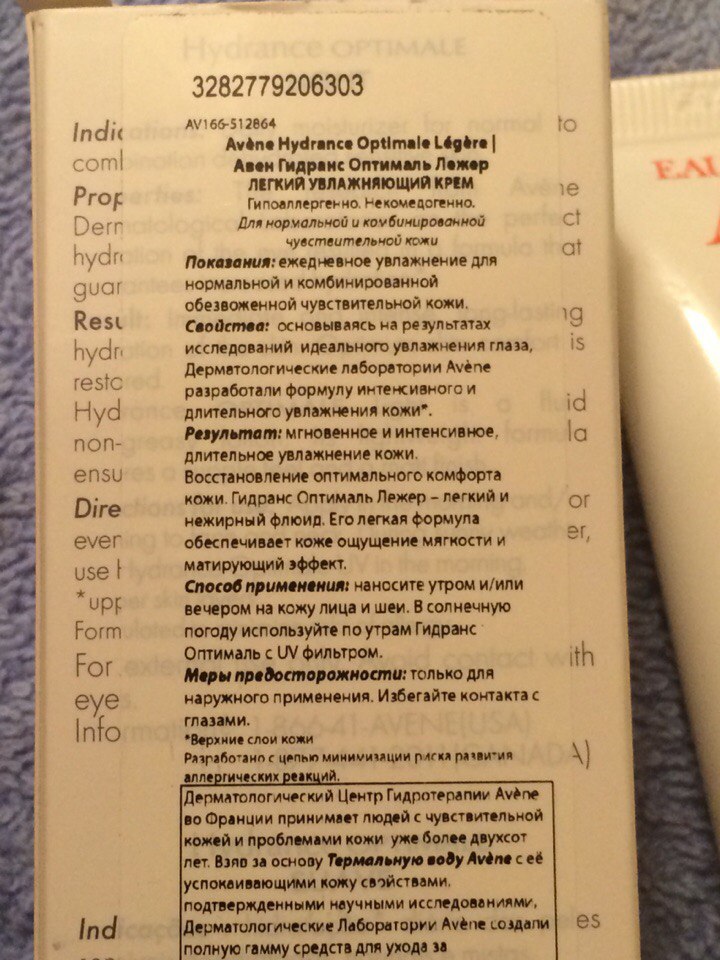 Hydrance OPTIMALE
3282779206303
AV166-512864
Avène Hydrance Optimale Légère |
Авен Гидранс Оптималь Лежер
ЛЕГКИЙ УВЛАЖНЯЮЩИЙ КРЕМ
Гипоаллергенно. Некомедогенно.
Для нормальной и комбинированной
чувствительной кожи
Показания: ежедневное увлажнение для
нормальной и комбинированной
обезвоженной чувствительной кожи.
Свойства: основываясь на результатах
исследований идеального увлажнения глаза,
Дерматологические лаборатории Avène
разработали формулу интенсивного и
длительного увлажнения кожи*.
Результат: мгновенное и интенсивное,
длительное увлажнение кожи.
Восстановление оптимального комфорта
кожи. Гидранс Оптималь Лежер – легкий и
нежирный флюид. Его легкая формула
обеспечивает коже ощущение мягкости и
матирующий эффект.
Способ применения: наносите утром и/или
вечером на кожу лица и шеи. В солнечную
погоду используйте по утрам Гидранс
Оптималь с UV фильтром.
Меры предосторожности: только для
наружного применения. Избегайте контакта с
глазами.
*Верхние слои кожи
Разработано с целью минимизации риска развития
аллергических реакций.
Дерматологический Центр Гидротерапии Avène
во Франции принимает людей с чувствительной
кожей и проблемами кожи уже более двухсот
лет. Взяв за основу Термальную воду Avène с её
успокаивающими кожу свойствами,
подтвержденными научными исследованиями,
Дерматологические Лаборатории Avène создали
полную гамму средств для ухода за
EAU